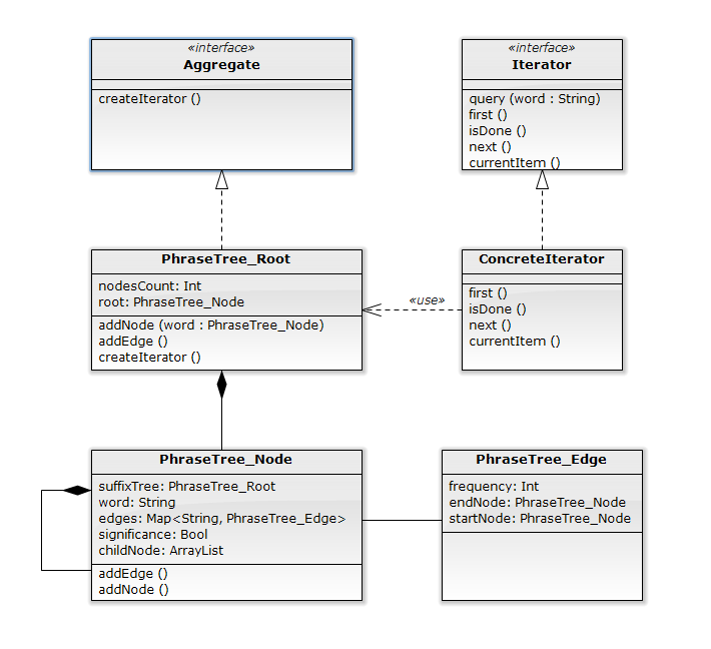 «interface»
Aggregate
createIterator ()
«interface»
Iterator
query (word : String)
first ()
isDone ()
next ()
currentItem ()
PhraseTree_Root
nodesCount: Int
root: PhraseTree_Node
addNode (word : PhraseTree_Node)
addEdge ()
createIterator ()
«use»
ConcreteIterator
first ()
isDone ()
next ()
currentItem ()
PhraseTree_Node
suffixTree: PhraseTree_Root
word: String
edges: Map<String, PhraseTree_Edge>
significance: Bool
childNode: ArrayList
addEdge ()
addNode ()
PhraseTree_Edge
frequency: Int
endNode: PhraseTree_Node
startNode: PhraseTree_Node